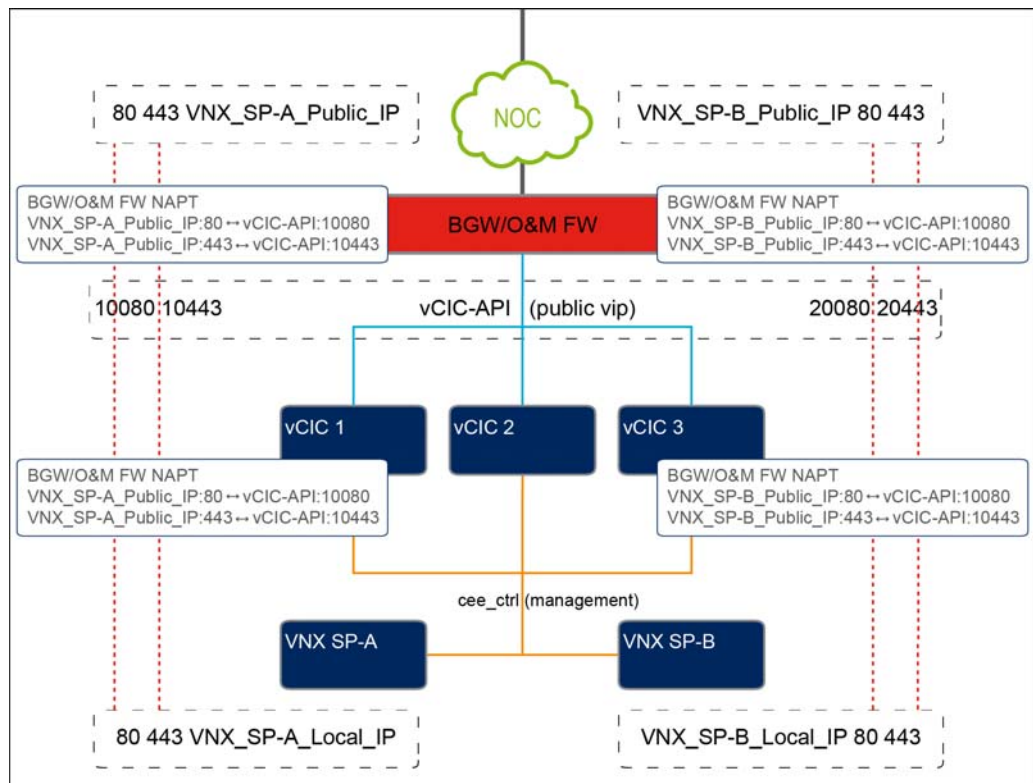 80 443 VNX_SP-A_Public_IP
NOC
VNX_SP-B_Public_IP 80 443
BGW/O&M FW NAPT
VNX_SP-A_Public_IP:80↔vCIC-API:10080
VNX_SP-A_Public_IP:443↔vCIC-API:10443
BGW/O&M FW
BGW/O&M FW NAPT
VNX_SP-B_Public_IP:80↔vCIC-API:10080
VNX_SP-B_Public_IP:443↔vCIC-API:10443
10080 10443
vCIC-API (public vip)
20080 20443
vCIC 1
vCIC 2
vCIC 3
BGW/O&M FW NAPT
VNX_SP-A_Public_IP:80↔vCIC-API:10080
VNX_SP-A_Public_IP:443↔vCIC-API:10443
BGW/O&M FW NAPT
VNX_SP-B_Public_IP:80↔vCIC-API:10080
VNX_SP-B_Public_IP:443↔vCIC-API:10443
cee_ctrl (management)
VNX SP-A
VNX SP-B
80 443 VNX_SP-A_Local_IP
VNX_SP-B_Local_IP 80 443